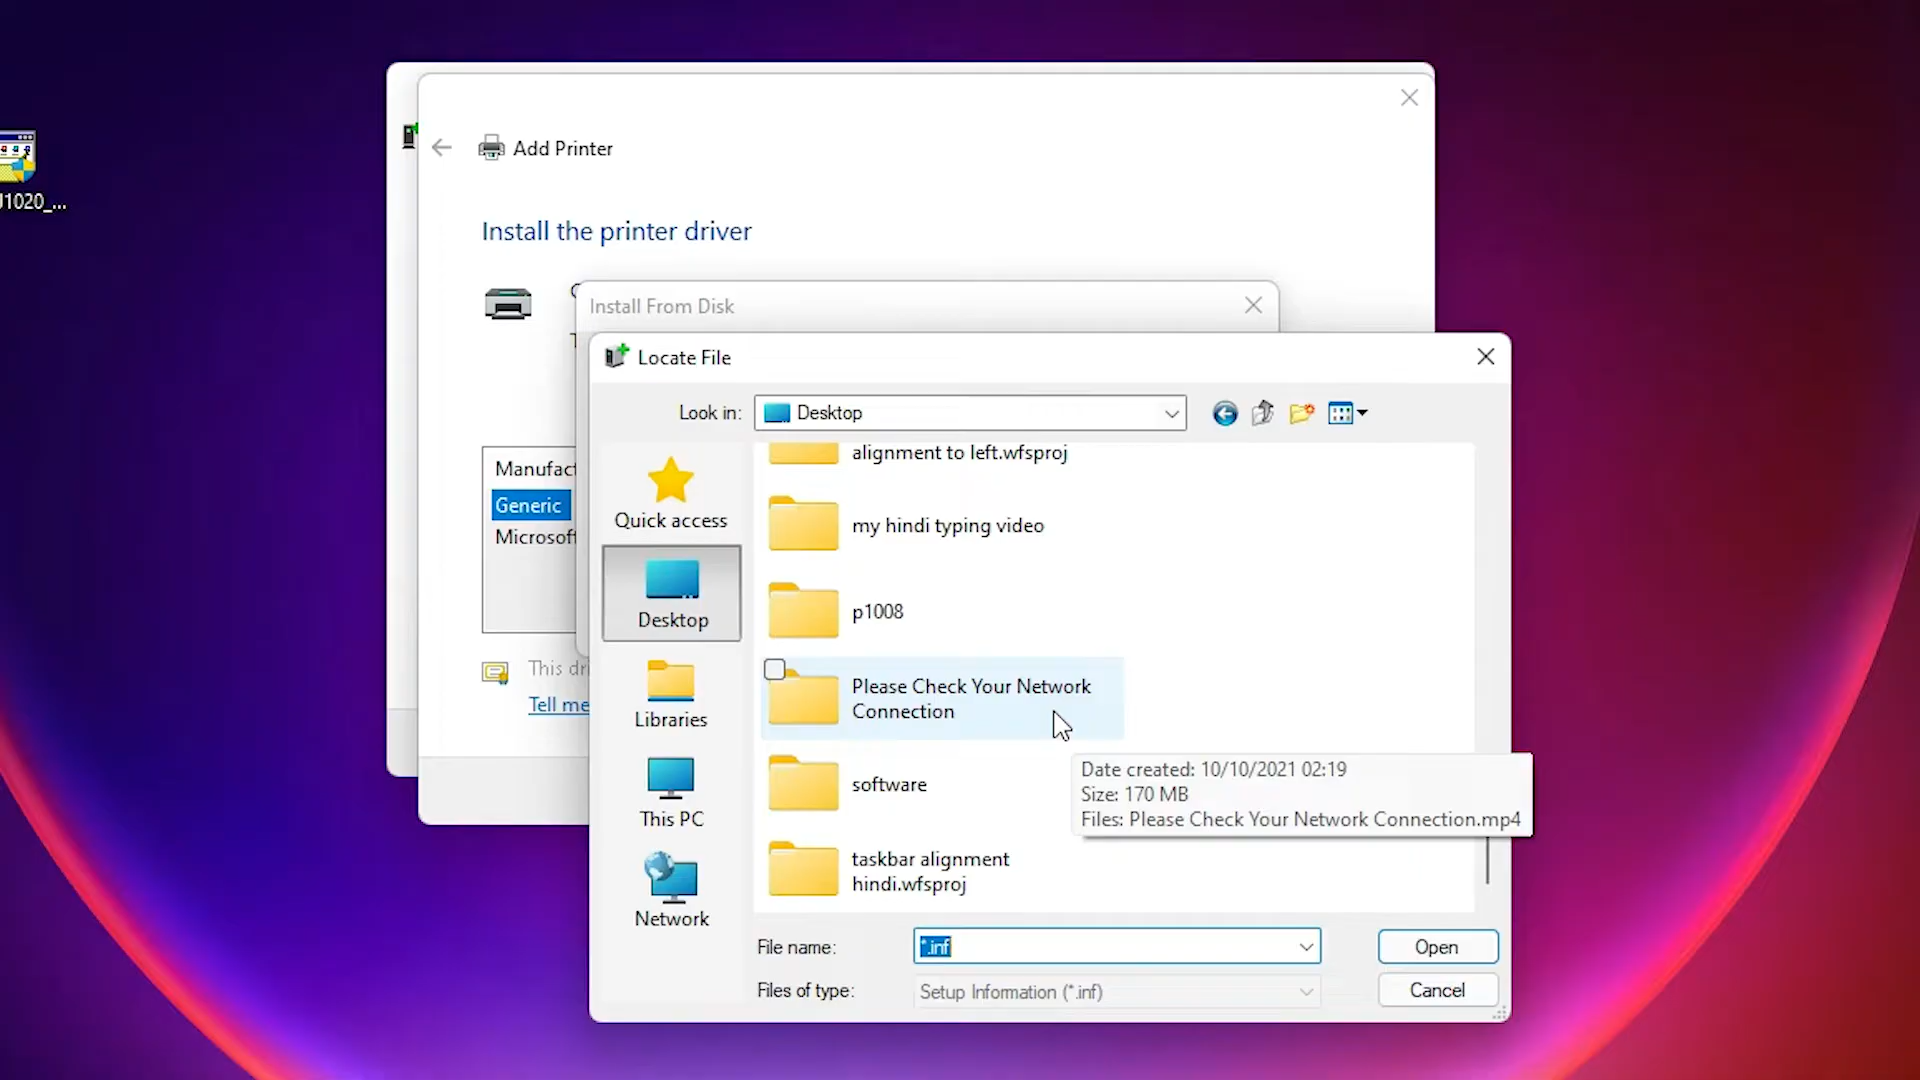 J1020_...
Add Printer
Install the printer driver
Install From Disk
Locate File
Look in:
Desktop
Manufact
Generic
Microsoft
This dri
Tell me
Quick access
Desktop
Libraries
This PC
Network
alignment to left.wfsproj
my hindi typing video
p1008
Please Check Your Network
Connection
software
Date created: 10/10/2021 02:19
Size: 170 MB
Files: Please Check Your Network Connection.mp4
taskbar alignment
hindi.wfsproj
File name:
*.inf
Open
Files of type:
Setup Information (*.inf)
Cancel